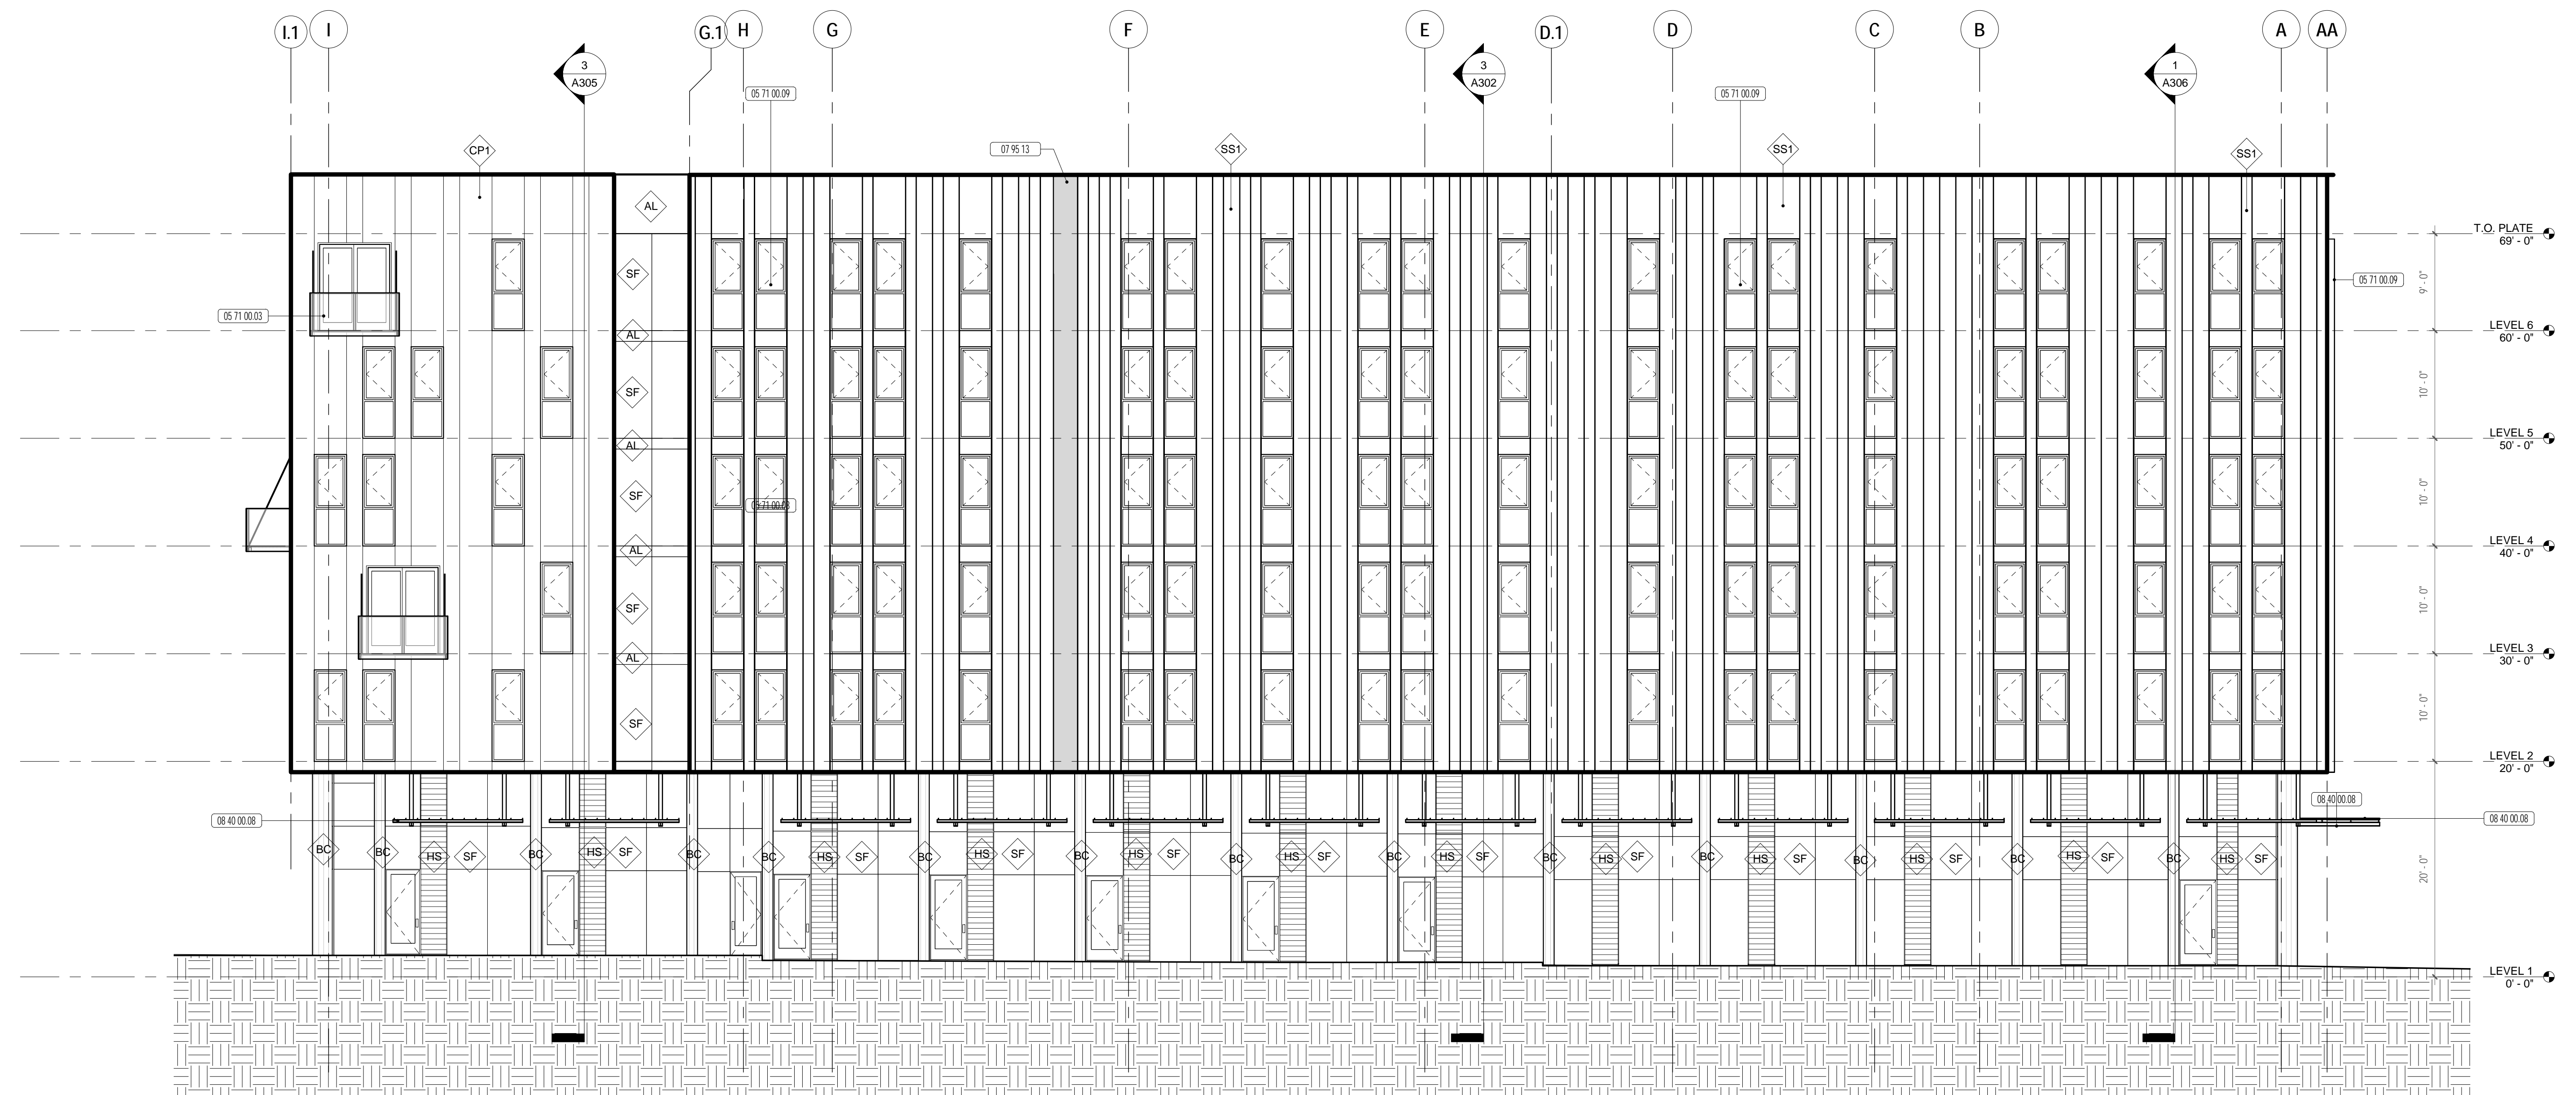 I.1 I G.1 H G F E D.1 D C B A AA
3
A305
3
A302
1
A306
05 71 00.09
05 71 00.09
CP1
07 95 13
SS1
SS1
SS1
AL
T.O. PLATE
69' - 0"
SF
05 71 00.09
9' - 0"
05 71 00.03
LEVEL 6
60' - 0"
AL
10' - 0"
SF
LEVEL 5
50' - 0"
AL
10' - 0"
SF
05 71 00.03
LEVEL 4
40' - 0"
AL
10' - 0"
SF
LEVEL 3
30' - 0"
AL
10' - 0"
SF
LEVEL 2
20' - 0"
08 40 00.08
08 40 00.08
08 40 00.08
BC BC HS SF BC HS SF BC BC HS SF BC HS SF BC HS SF BC HS SF BC HS SF BC HS SF BC HS SF BC HS SF BC HS SF BC HS SF
20' - 0"
LEVEL 1
0' - 0"